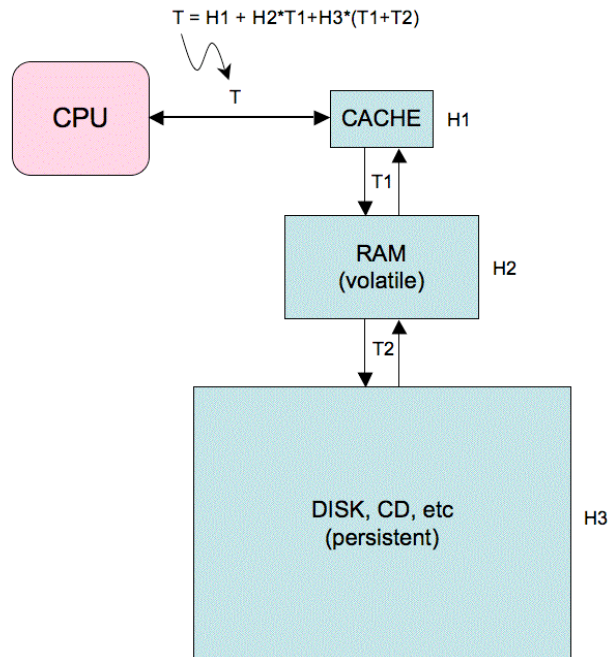 T = H1 + H2*T1+H3*(T1+T2)
T
CPU
CACHE
H1
T1
RAM
(volatile)
H2
T2
DISK, CD, etc
(persistent)
H3